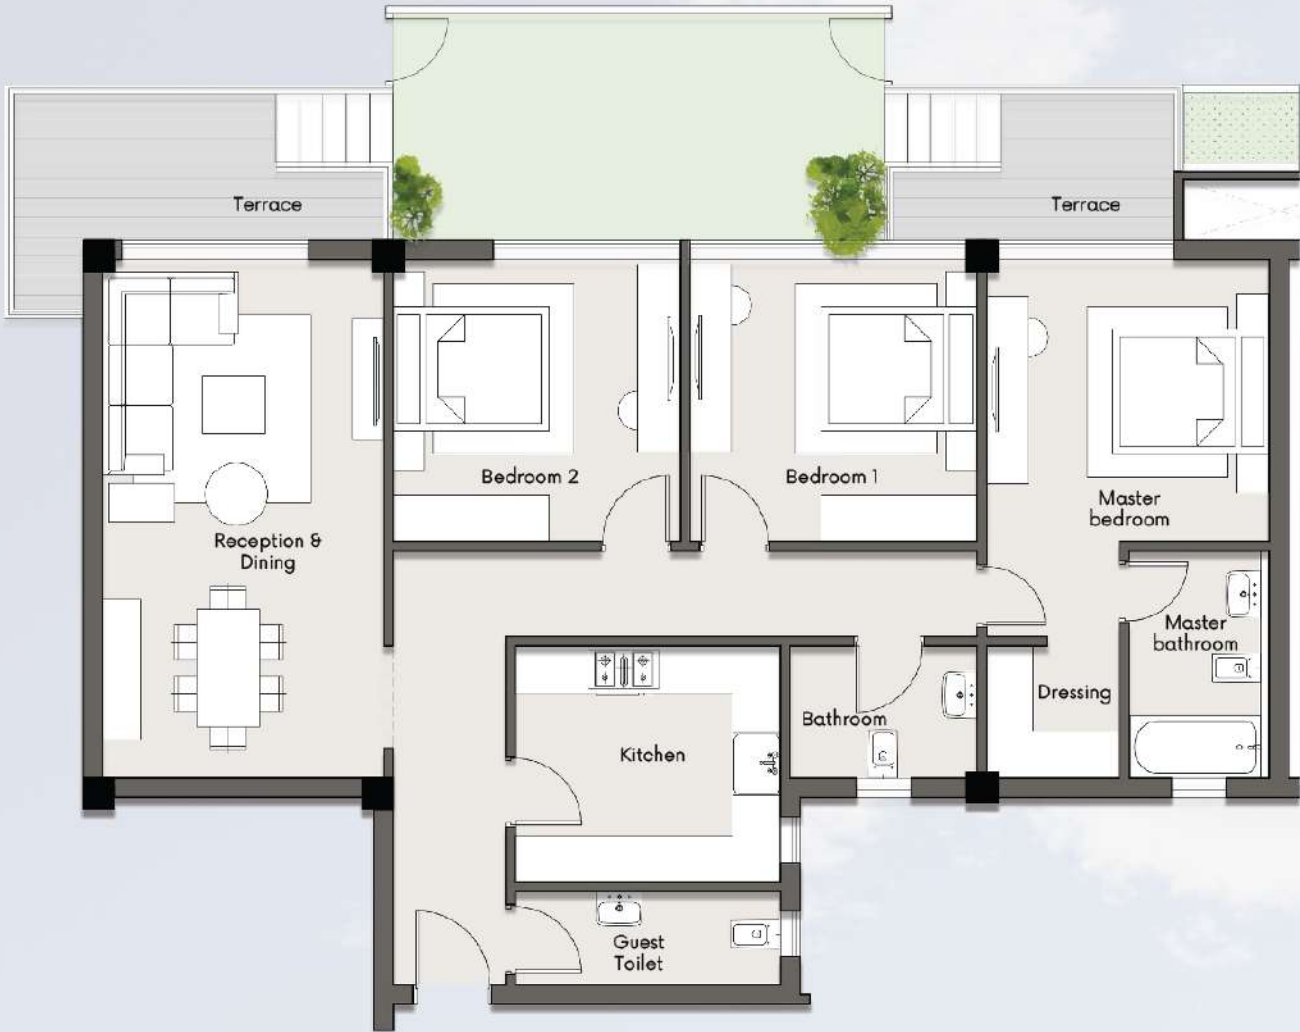 Terrace
Terrace
Bedroom 2
Bedroom 1
Master
bedroom
Reception &
Dining
Master
bathroom
Dressing
Bathroom
Kitchen
Guest
Toilet